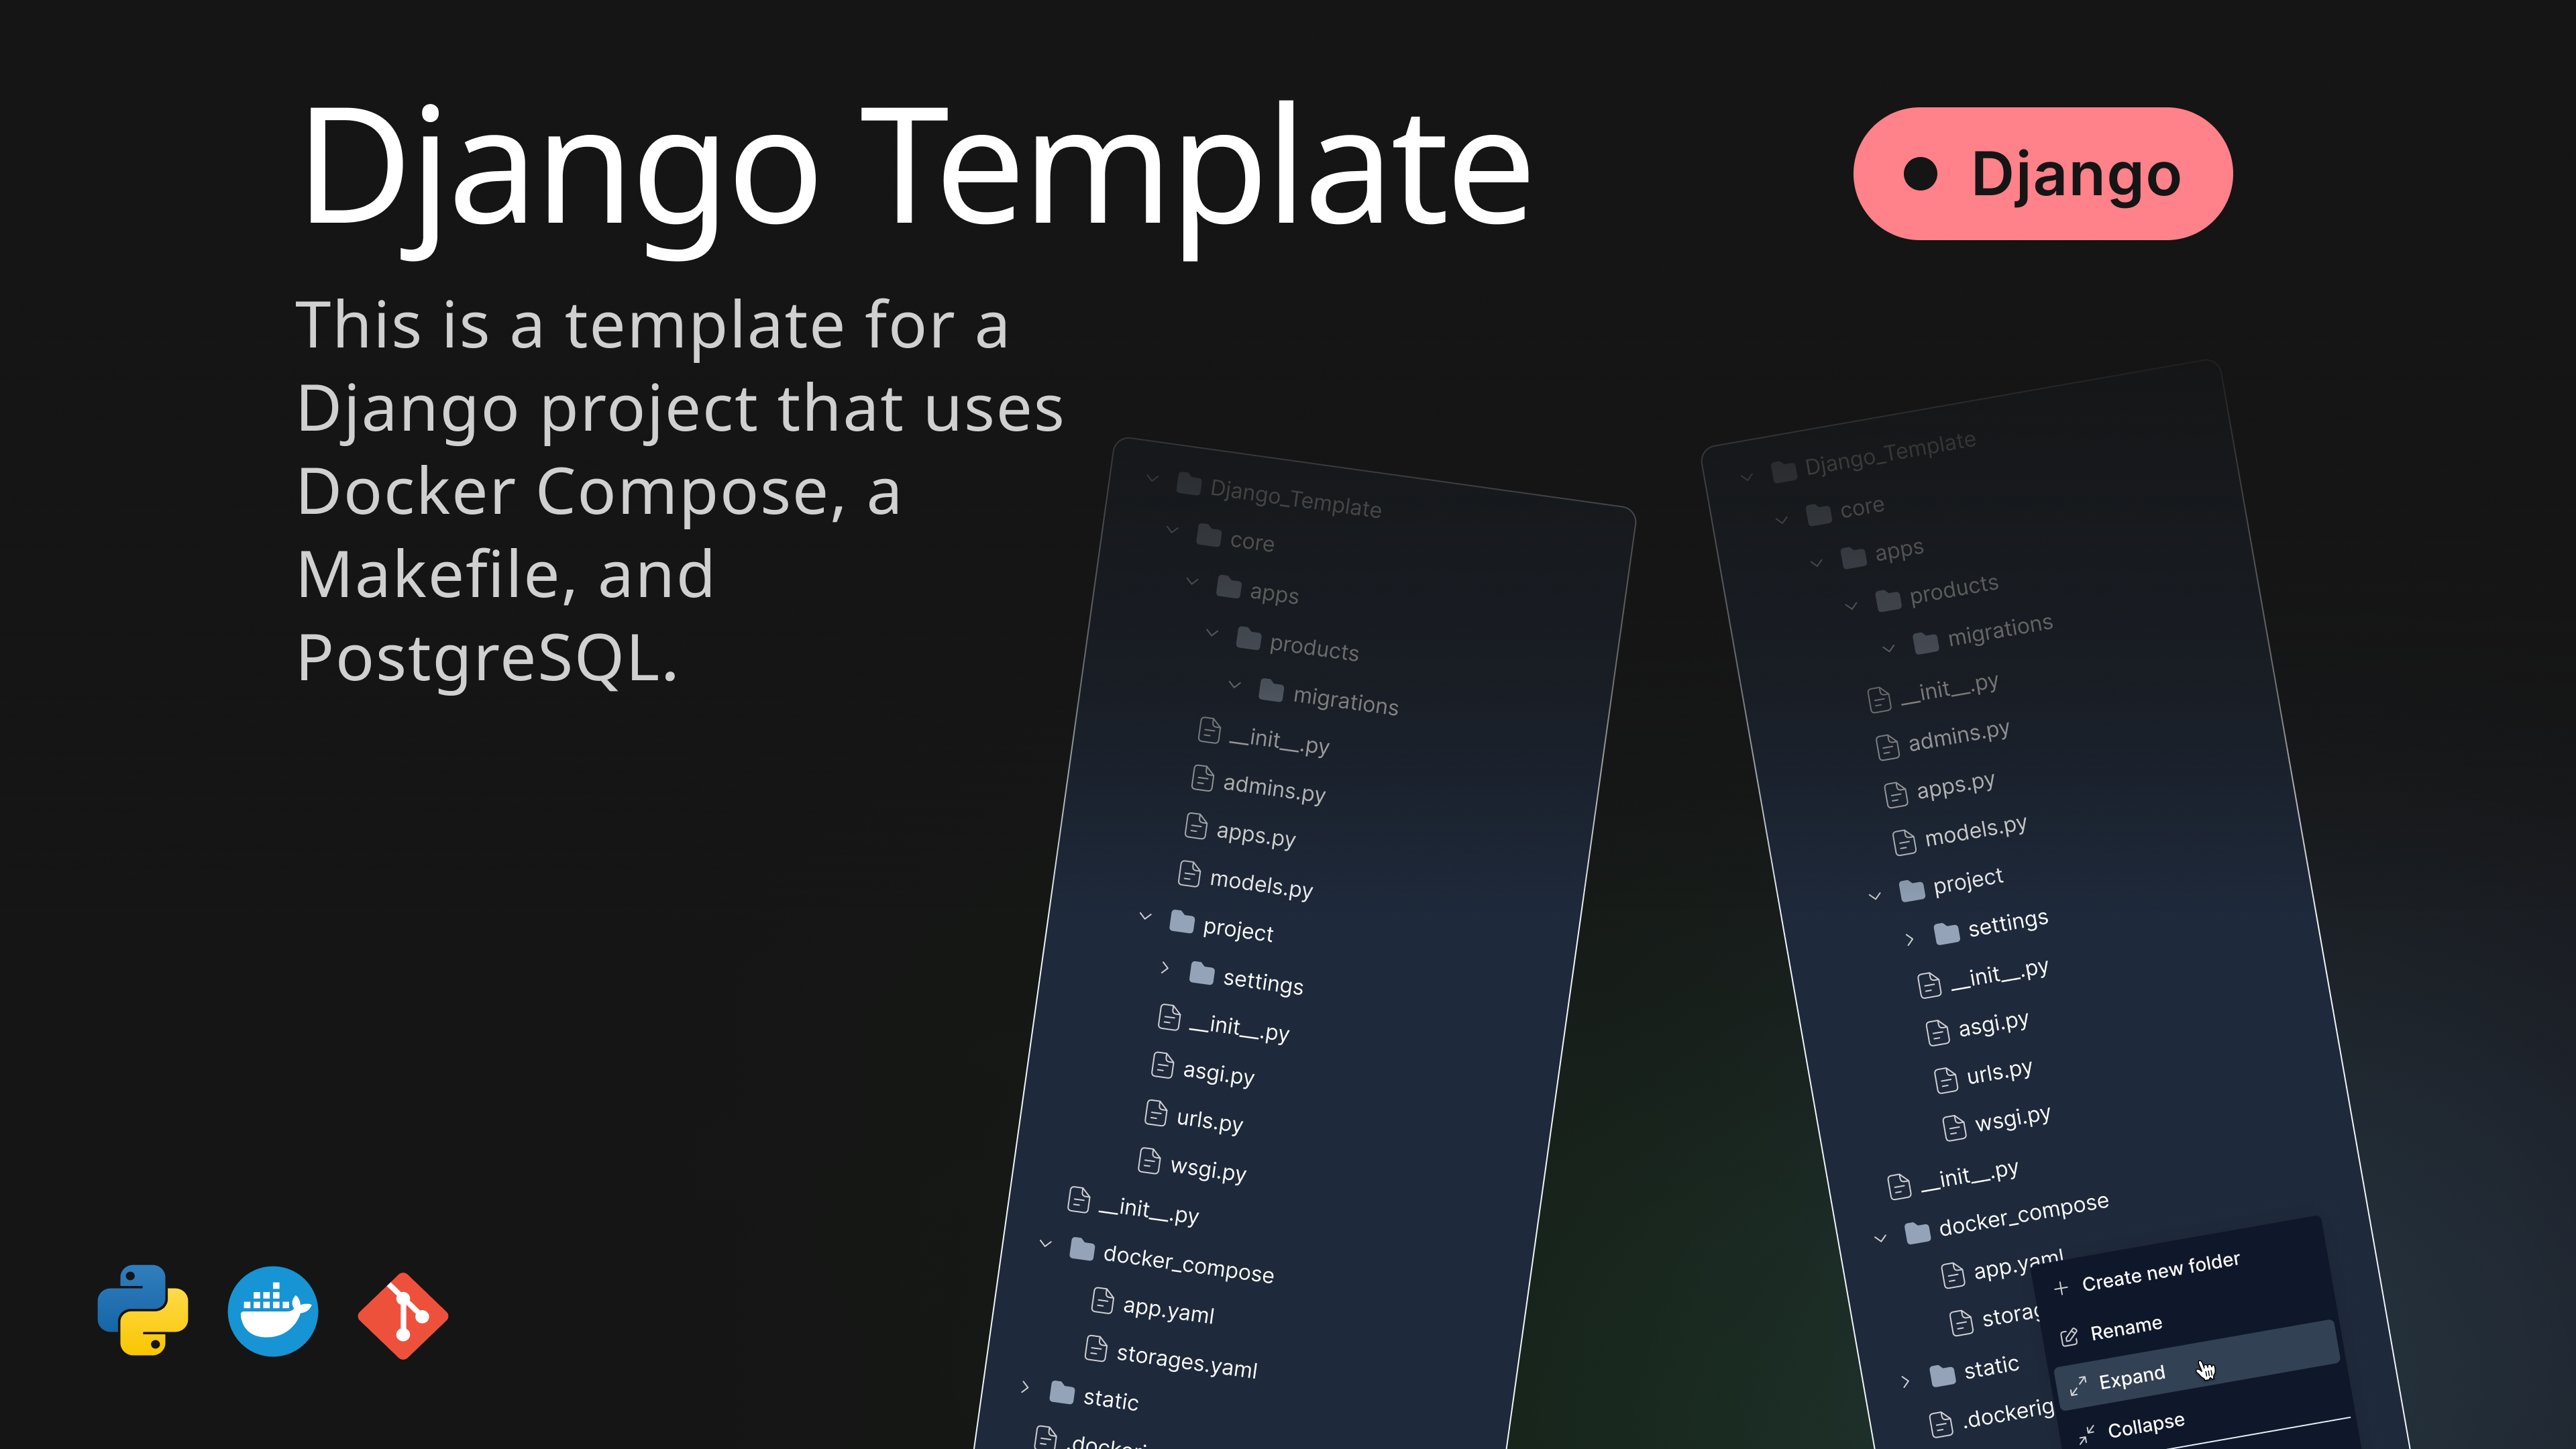 Django Template
Django
This is a template for a
Django project that uses
Docker Compose, a
Makefile, and
PostgreSQL.
Django_Template
core
apps
products
migrations
__init__.py
admins.py
apps.py
models.py
project
settings
__init__.py
asgi.py
urls.py
wsgi.py
__init__.py
docker_compose
app.yaml
storages.yaml
static
Django_Template
core
apps
products
migrations
__init__.py
admins.py
apps.py
models.py
project
settings
__init__.py
asgi.py
urls.py
wsgi.py
__init__.py
docker_compose
app.yaml
storag
static
.dockerig
Create new folder
Rename
Expand
Collapse